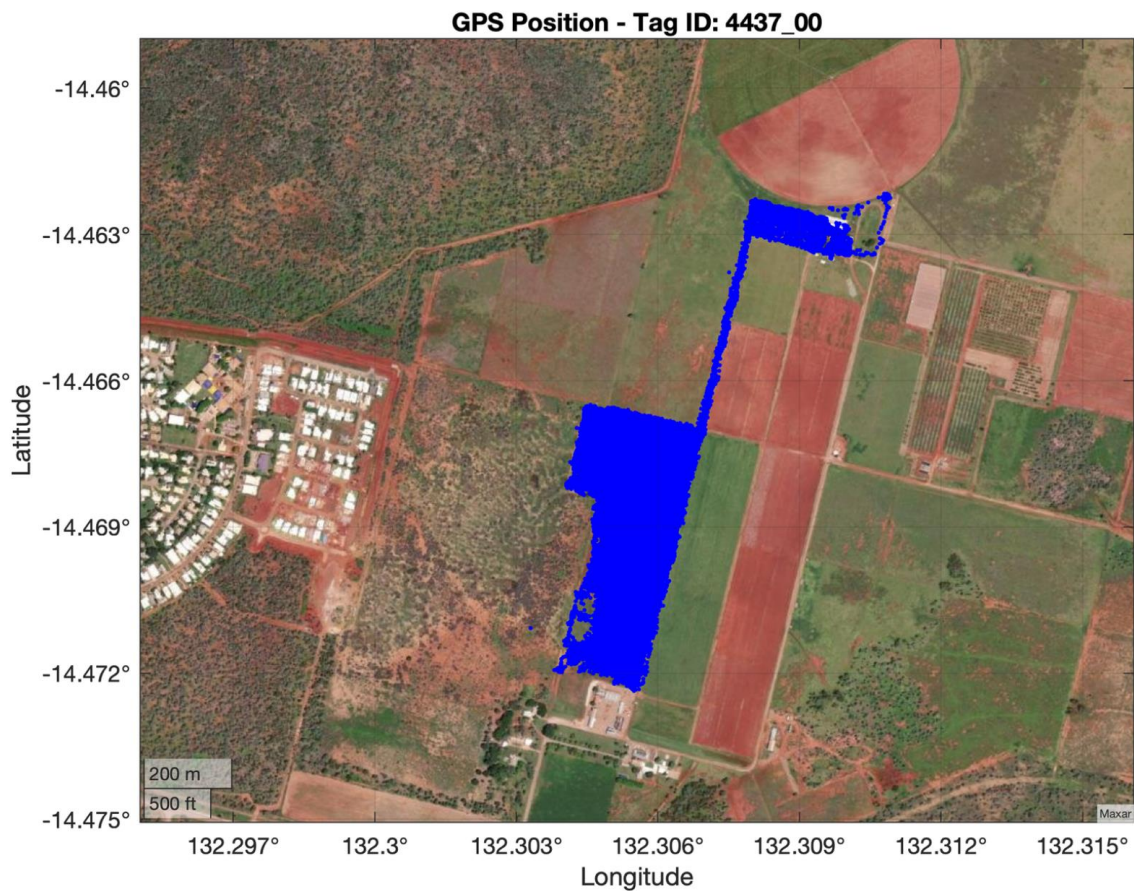 GPS Position - Tag ID: 4437_00
-14.46°
-14.463°
-14.466°
-14.469°
-14.472°
-14.475°
Latitude
200 m
500 ft
Maxar
132.297° 132.3° 132.303° 132.306° 132.309° 132.312° 132.315°
Longitude